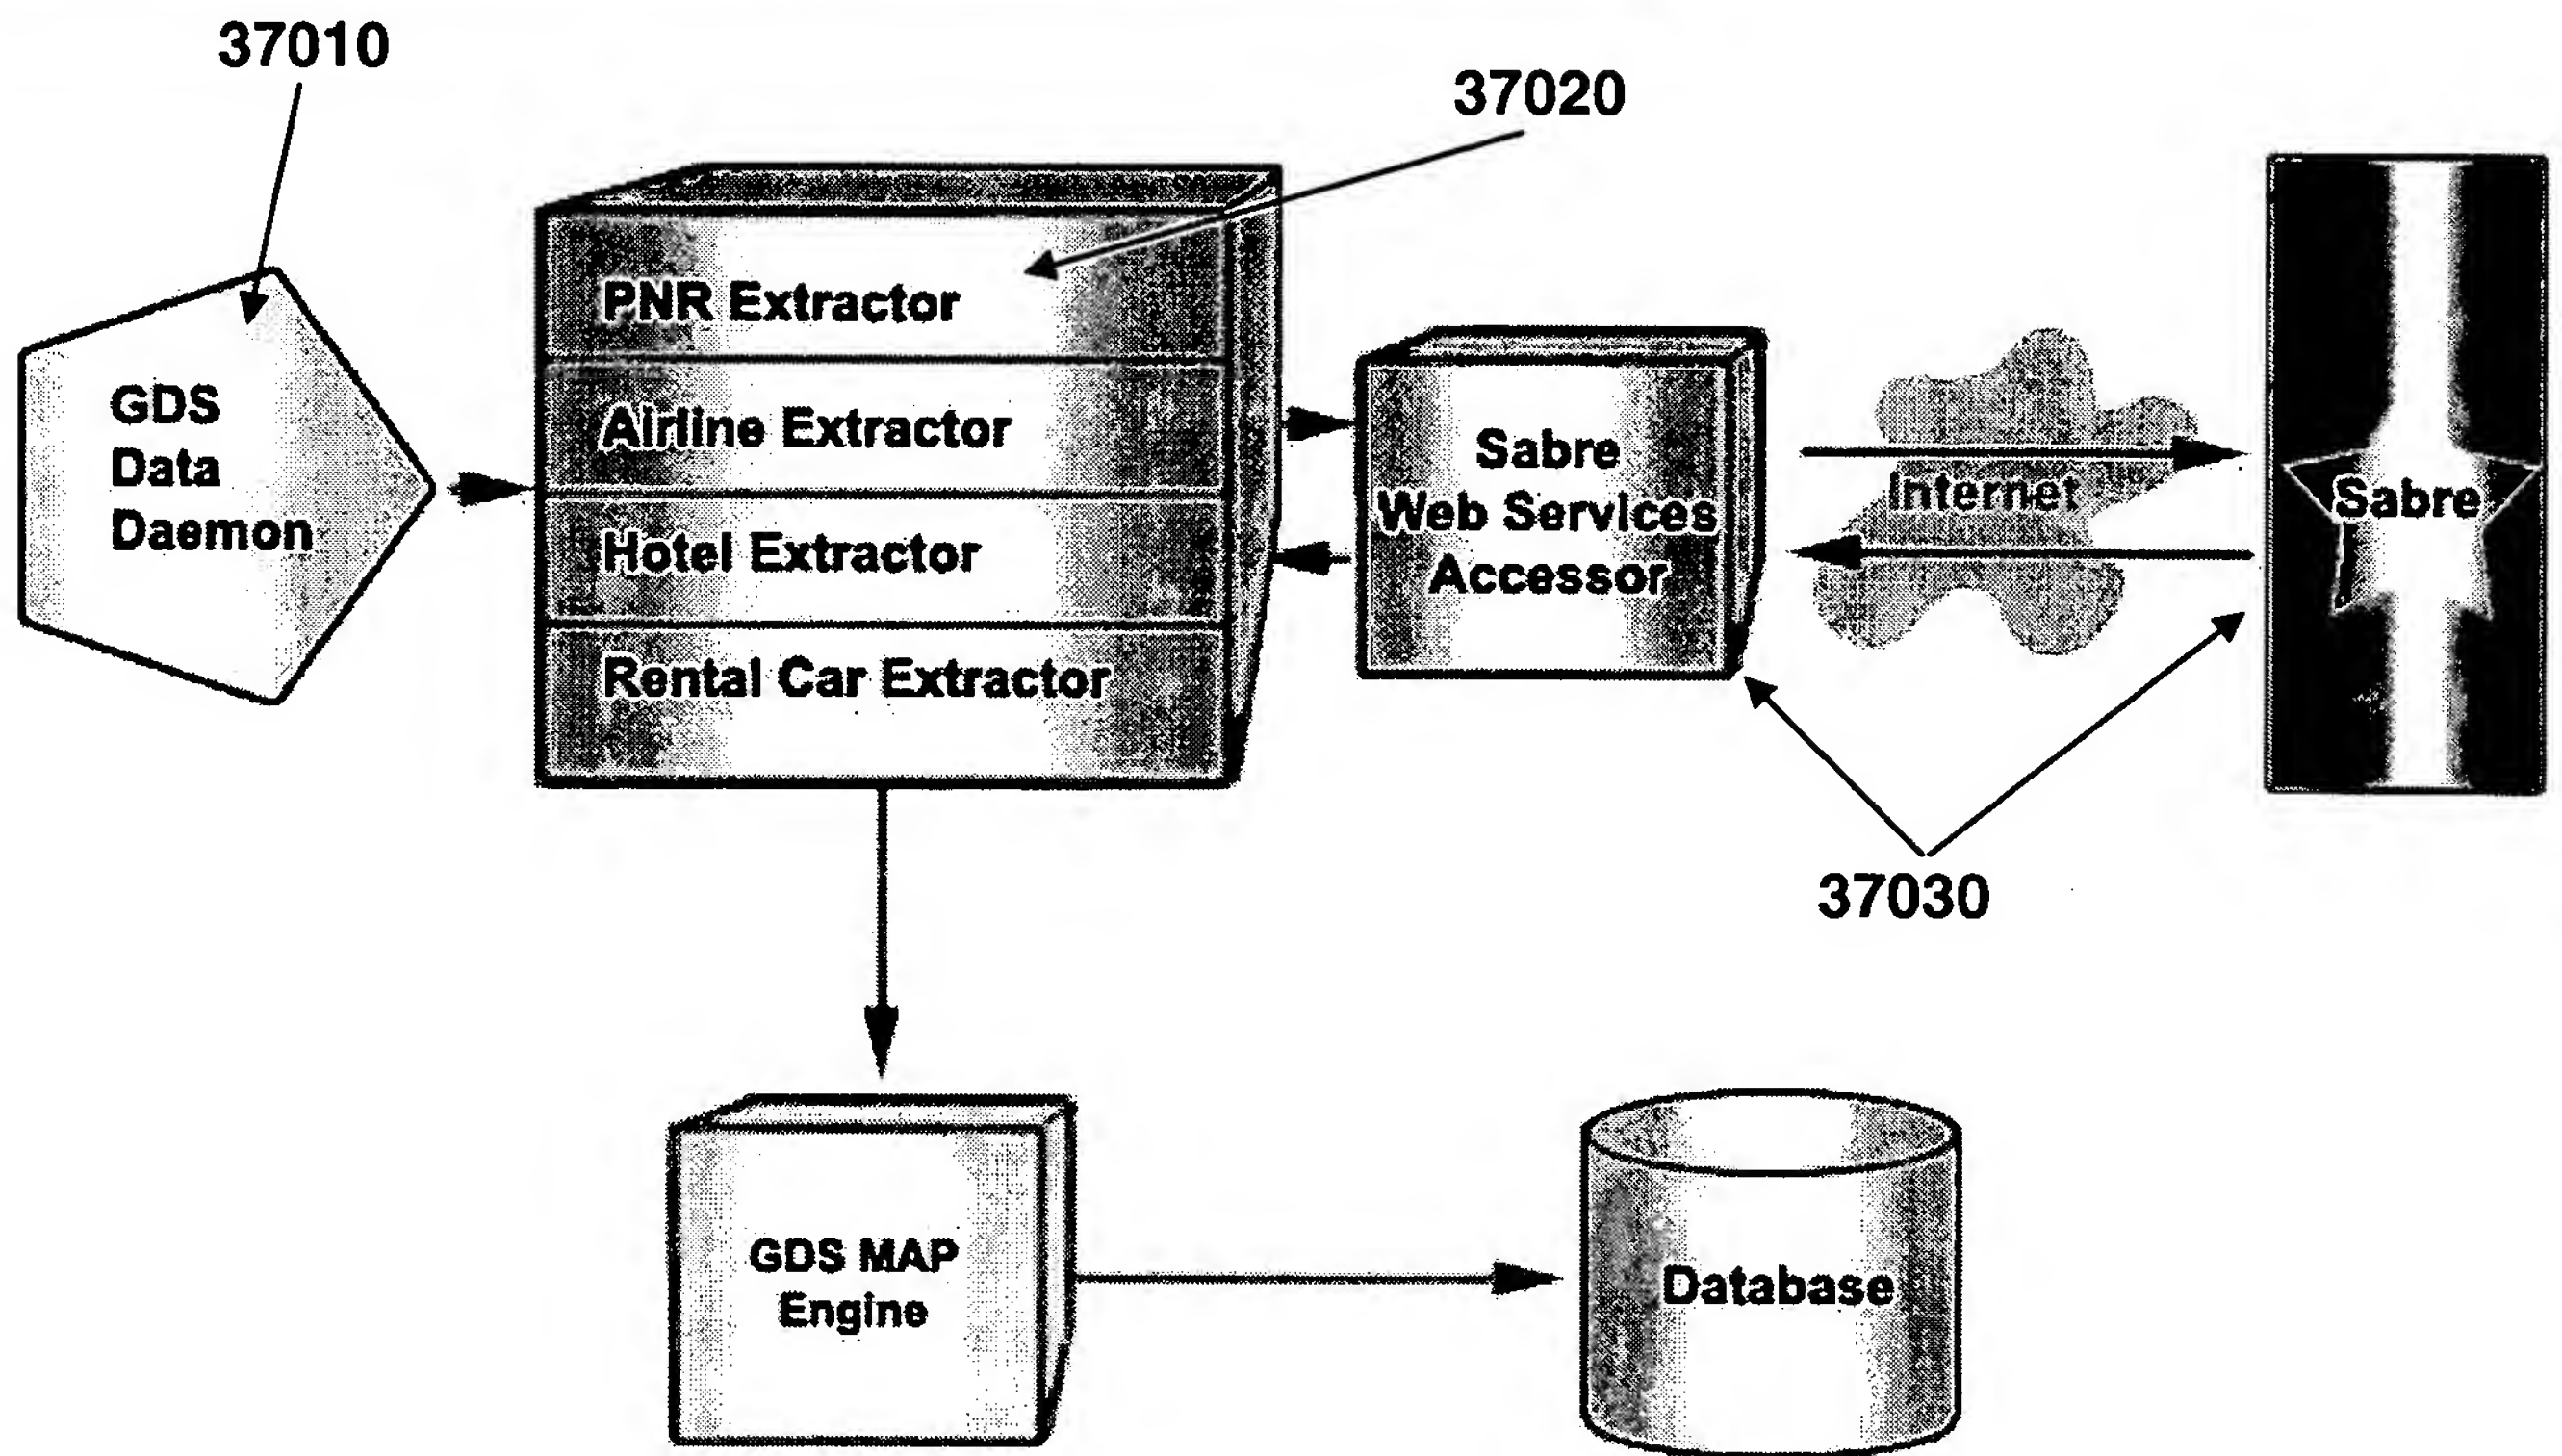 37010
37020
GDS
Data
Daemon
PNR Extractor
Airline Extractor
Hotel Extractor
Rental Car Extractor
Sabre
Web Services
Accessor
Internet
Sabre
37030
GDS MAP
Engine
Database